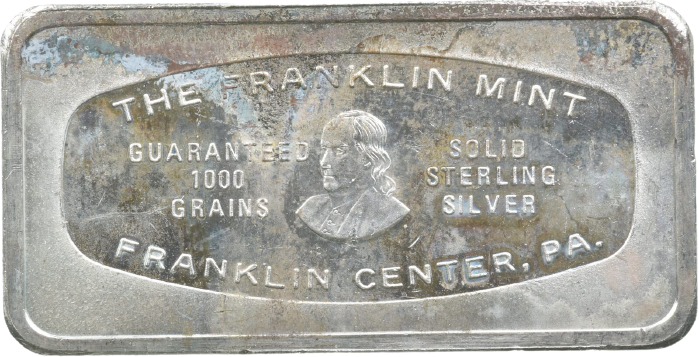 THE FRANKLIN MINT
GUARANTEED
1000
GRAINS
SOLID
STERLING
SILVER
FRANKLIN CENTER, PA.